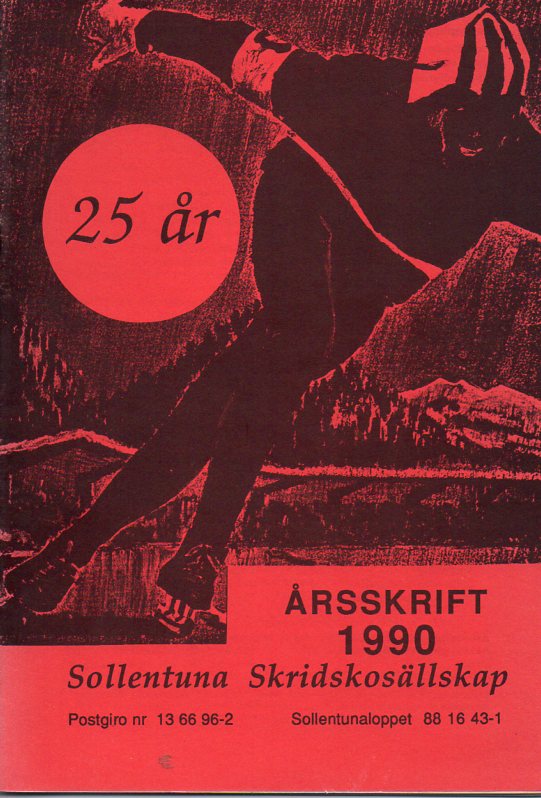 25 år
ÅRSSKRIFT
1990
Sollentuna Skridskosällskap
Postgiro nr 13 66 96-2 Sollentunaloppet 88 16 43-1